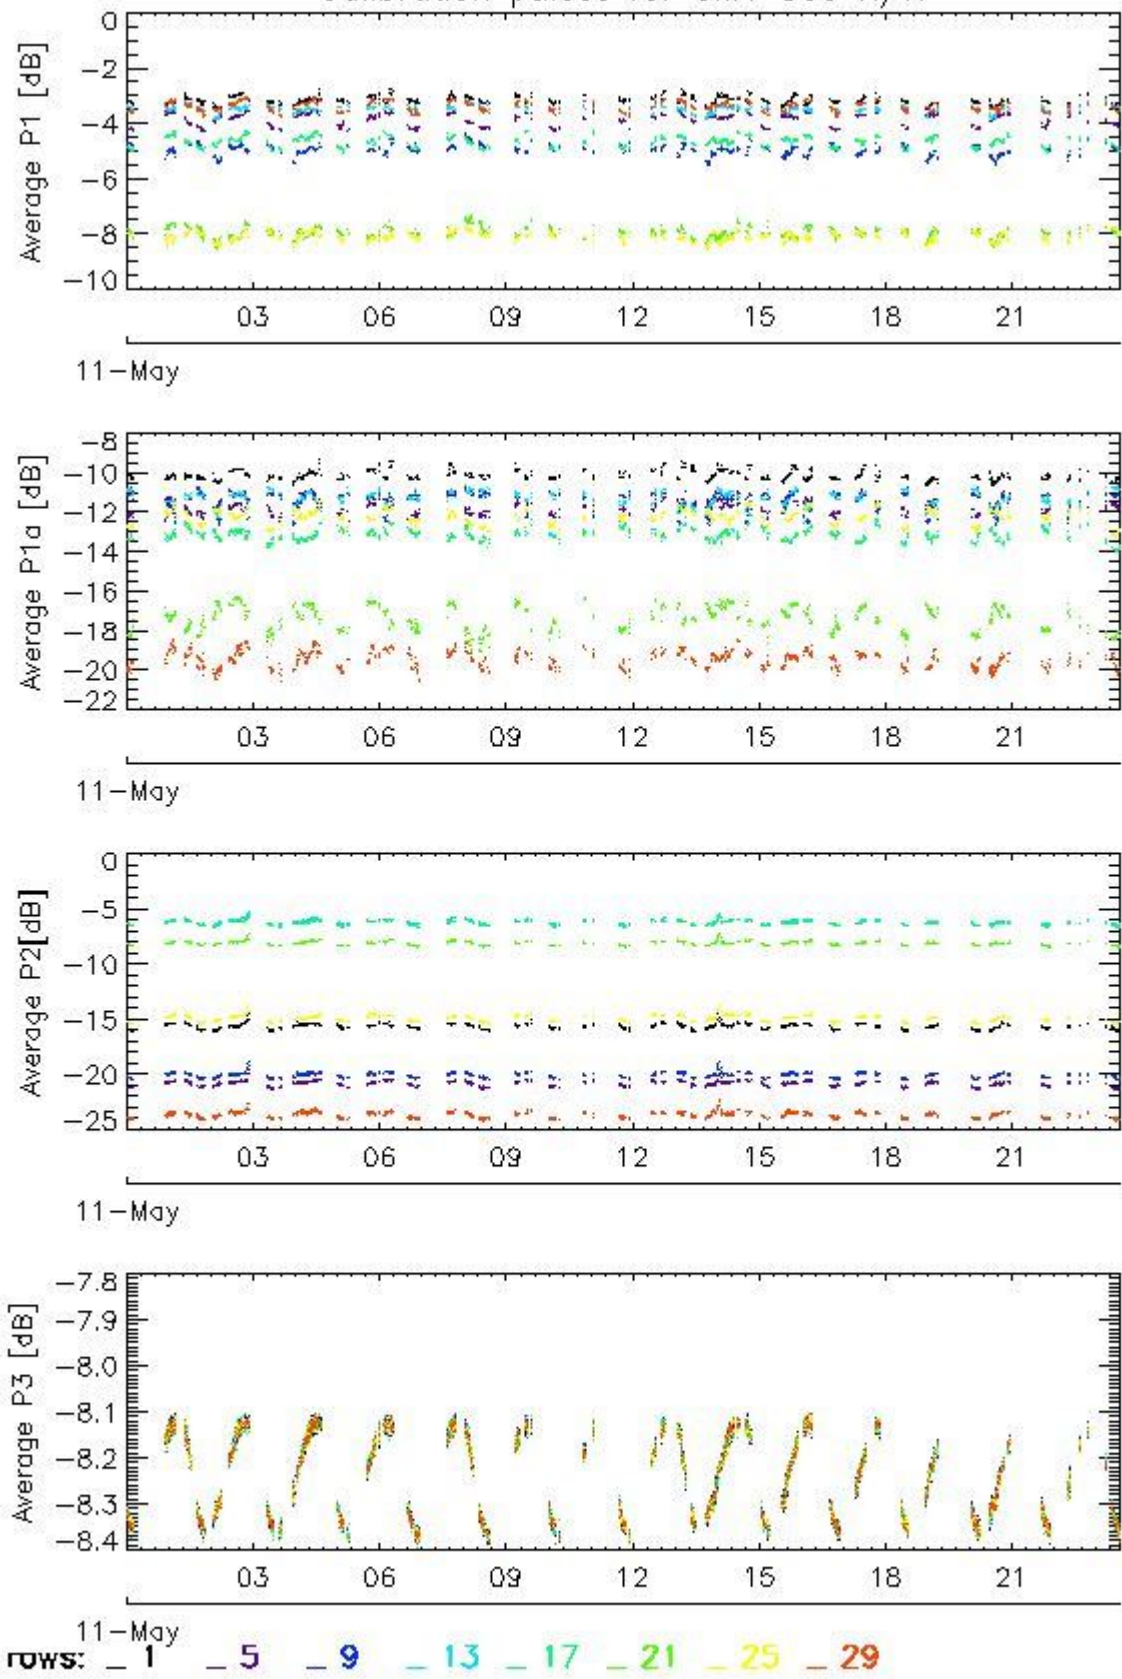 0
−2
−4
−6
−8
−10
Average P1 [dB]
03 06 09 12 15 18 21
11−May
−8
−10
−12
−14
−16
−18
−20
−22
Average P1a [dB]
03 06 09 12 15 18 21
11−May
0
−5
−10
−15
−20
−25
Average P2[dB]
03 06 09 12 15 18 21
11−May
−7.8
−7.9
−8.0
−8.1
−8.2
−8.3
−8.4
Average P3 [dB]
03 06 09 12 15 18 21
11−May
rows: _ 1 _ 5 _ 9 _ 13 _ 17 _ 21 _ 25 _ 29